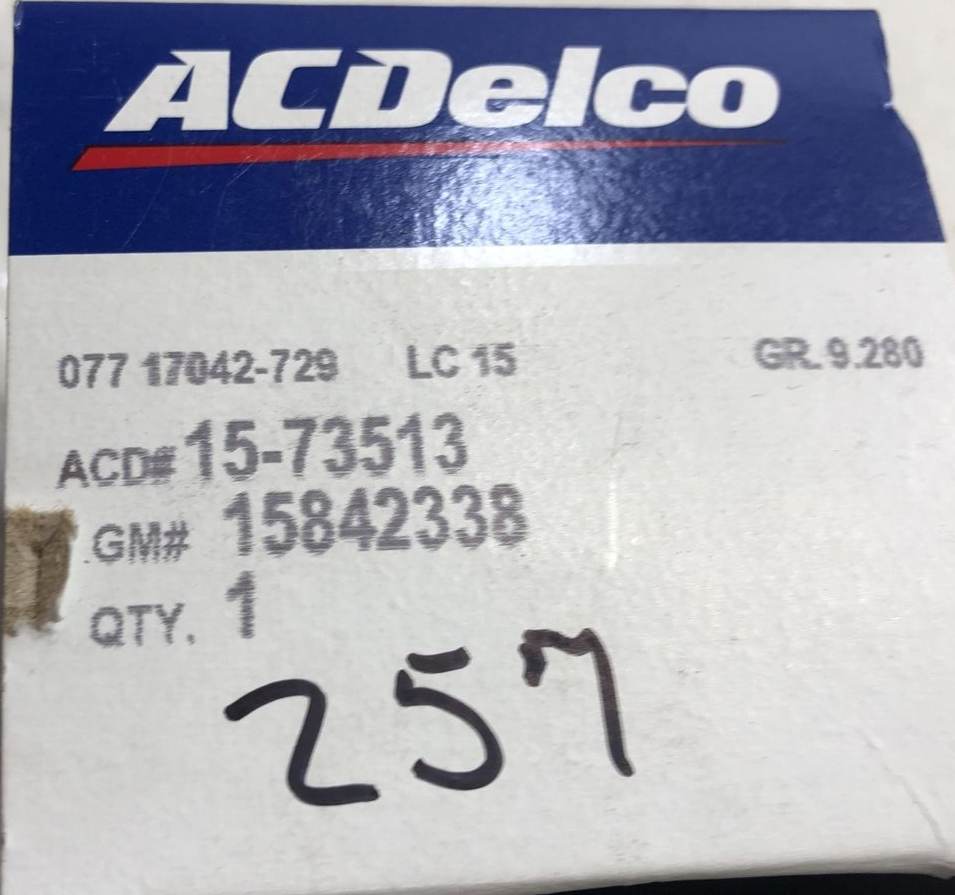 ACDelco
077 17042-729 LC 15 GR. 9.280
ACD# 15-73513
GM# 15842338
QTY. 1
257